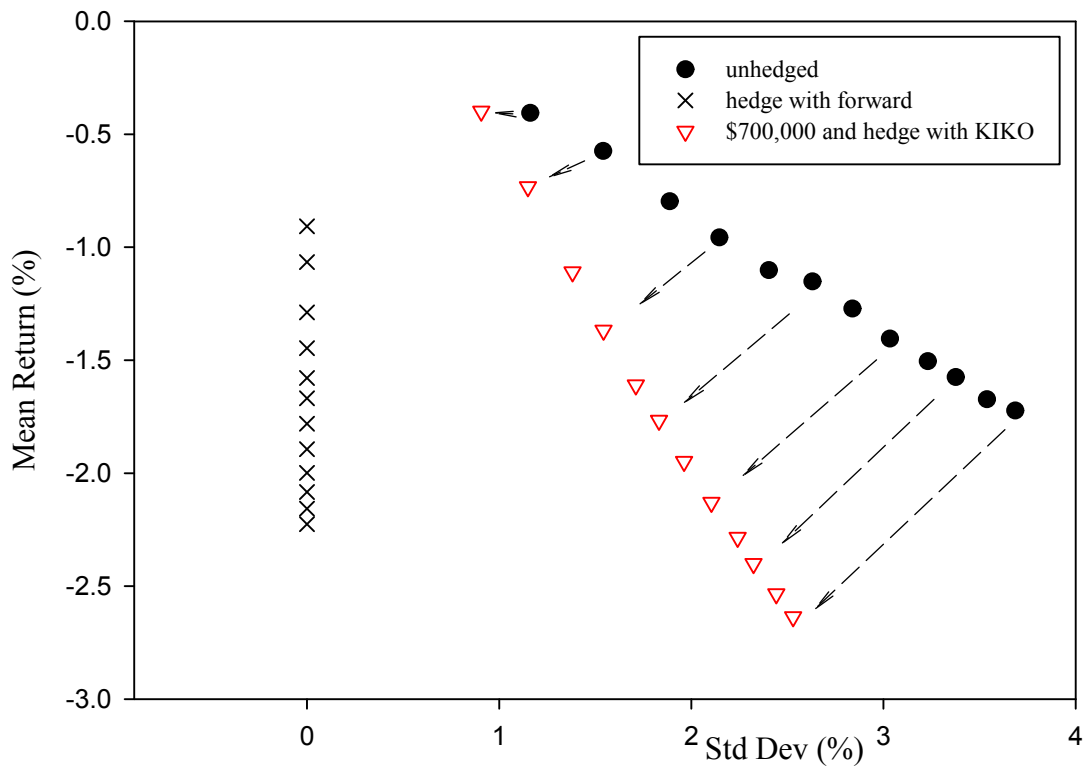 0.0
-0.5
-1.0
-1.5
-2.0
-2.5
-3.0
Mean Return (%)
unhedged
hedge with forward
$700,000 and hedge with KIKO
0 1 2 3 4
Std Dev (%)